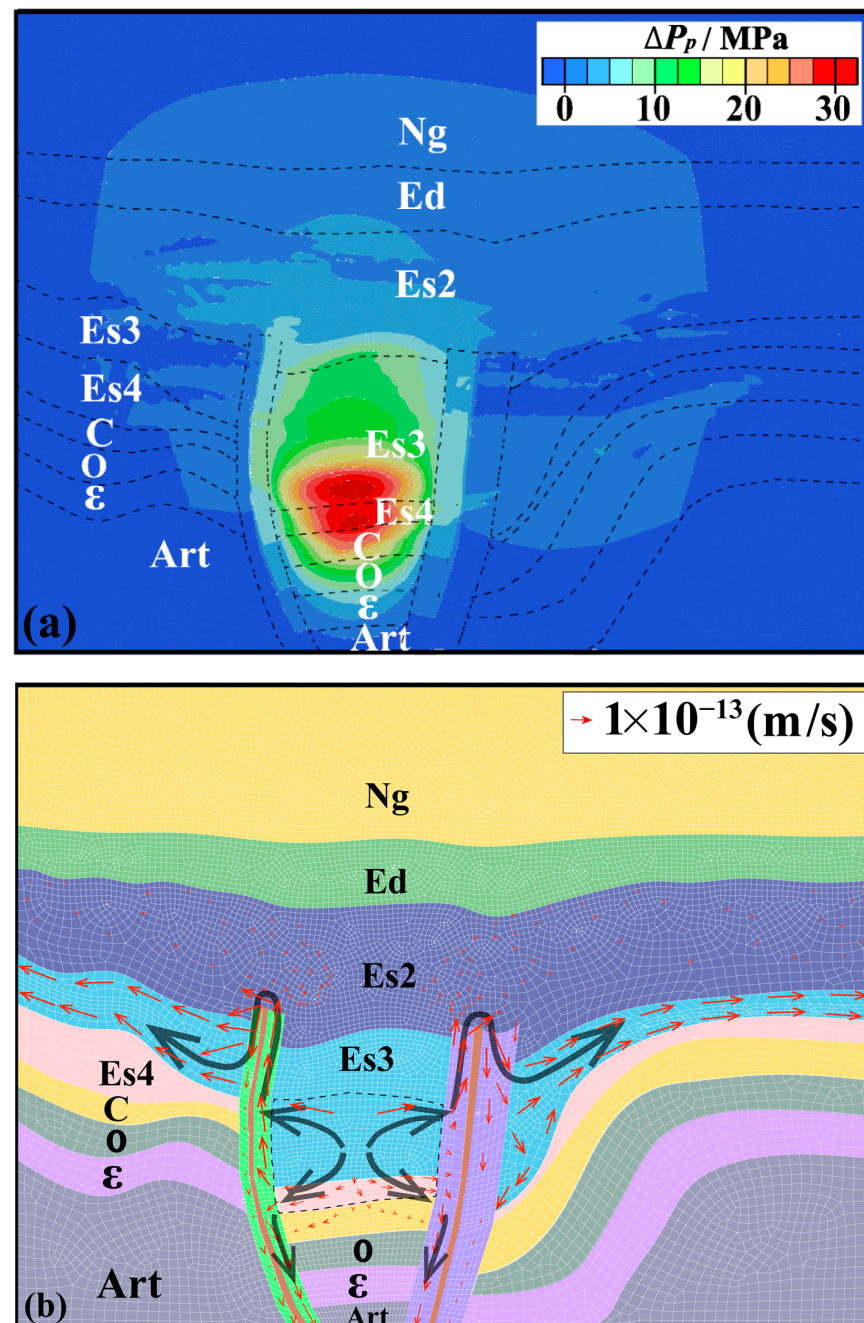 ΔPp / MPa
0 10 20 30
Ng
Ed
Es2
Es3
Es4
C
O
ε
Art
Es3
Es4
C
O
ε
Art
(a)
→ 1×10⁻¹³(m/s)
Ng
Ed
Es2
Es3
Es4
C
O
ε
Art
O
ε
Art
(b)